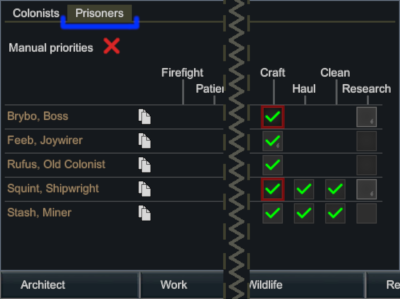 Colonists Prisoners
Manual priorities
Firefight Craft Clean
Patie Haul Research
Brybo, Boss
Feeb, Joywirer
Rufus, Old Colonist
Squint, Shipwright
Stash, Miner
Architect Work Wildlife Re